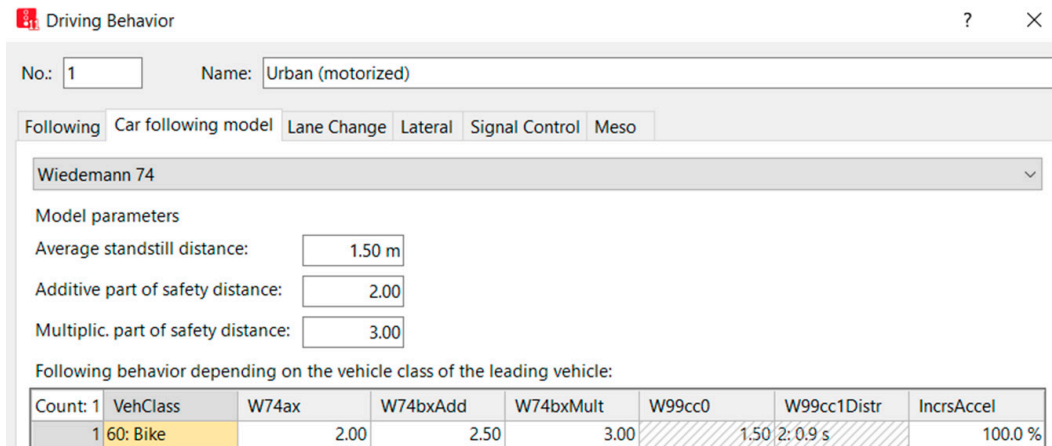 Driving Behavior ? ×
No.: 1 Name: Urban (motorized)
Following Car following model Lane Change Lateral Signal Control Meso
Wiedemann 74
Model parameters
Average standstill distance: 1.50 m
Additive part of safety distance: 2.00
Multiplic. part of safety distance: 3.00
Following behavior depending on the vehicle class of the leading vehicle:
Count: 1 VehClass W74ax W74bxAdd W74bxMult W99cc0 W99cc1Distr IncrsAccel
1 60: Bike 2.00 2.50 3.00 1.50 2: 0.9 s 100.0 %